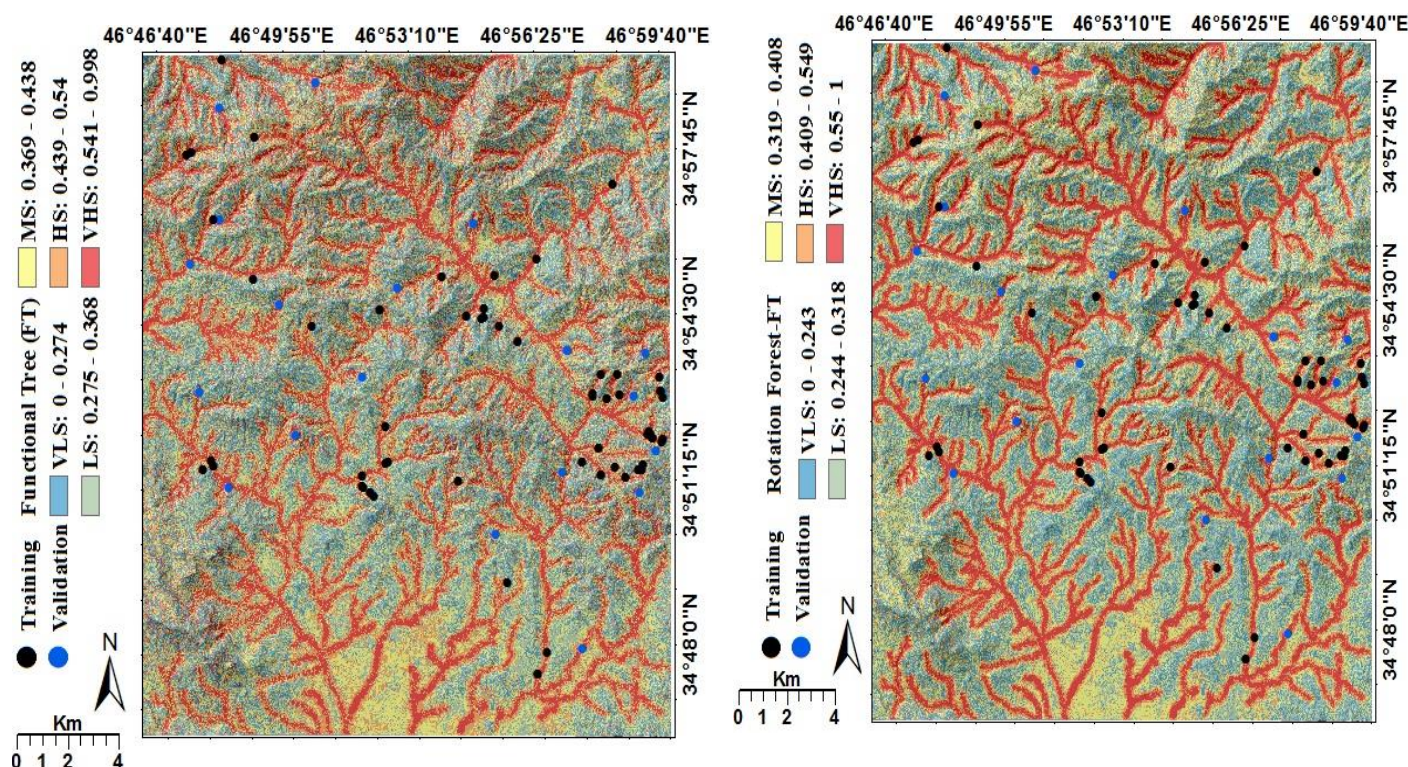 46°46'40"E 46°49'55"E 46°53'10"E 46°56'25"E 46°59'40"E
34°57'45"N
34°54'30"N
34°51'15"N
34°48'0"N
Training
Validation
Functional Tree (FT)
VLS: 0 - 0.274
LS: 0.275 - 0.368
MS: 0.369 - 0.438
HS: 0.439 - 0.54
VHS: 0.541 - 0.998
N
Km
0 1 2 4
46°46'40"E 46°49'55"E 46°53'10"E 46°56'25"E 46°59'40"E
34°57'45"N
34°54'30"N
34°51'15"N
34°48'0"N
Training
Validation
Rotation Forest-FT
VLS: 0 - 0.243
LS: 0.244 - 0.318
MS: 0.319 - 0.408
HS: 0.409 - 0.549
VHS: 0.55 - 1
N
Km
0 1 2 4